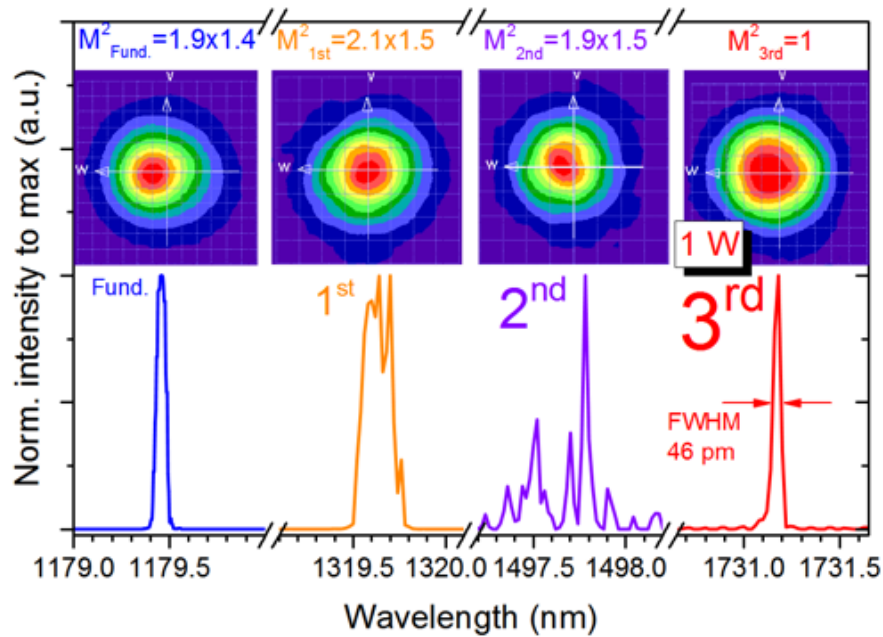 M²Fund.=1.9x1.4 M²1st=2.1x1.5 M²2nd=1.9x1.5 M²3rd=1
V V V V
W W W W
1 W
Fund. 1st 2nd 3rd
FWHM
46 pm
Norm. intensity to max (a.u.)
1179.0 1179.5 1319.5 1320.0 1497.5 1498.0 1731.0 1731.5
Wavelength (nm)